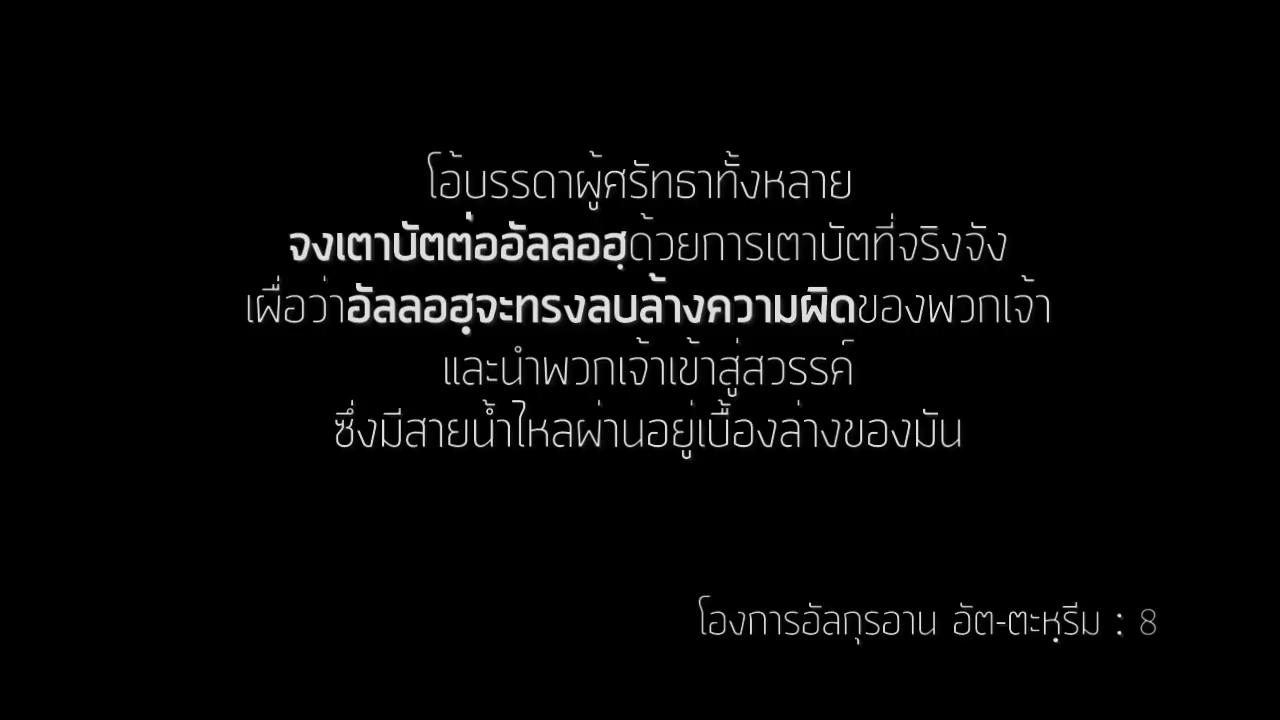 โอ้บรรดาผู้ศรัทธาทั้งหลาย
จงเตาบัตต่ออัลลอฮฺด้วยการเตาบัตที่จริงจัง
เผื่อว่าอัลลอฮฺจะทรงลบล้างความผิดของพวกเจ้า
และนำพวกเจ้าเข้าสู่สวรรค์
ซึ่งมีสายน้ำไหลผ่านอยู่เบื้องล่างของมัน
โองการอัลกุรอาน อัต-ตะหฺรีม : 8